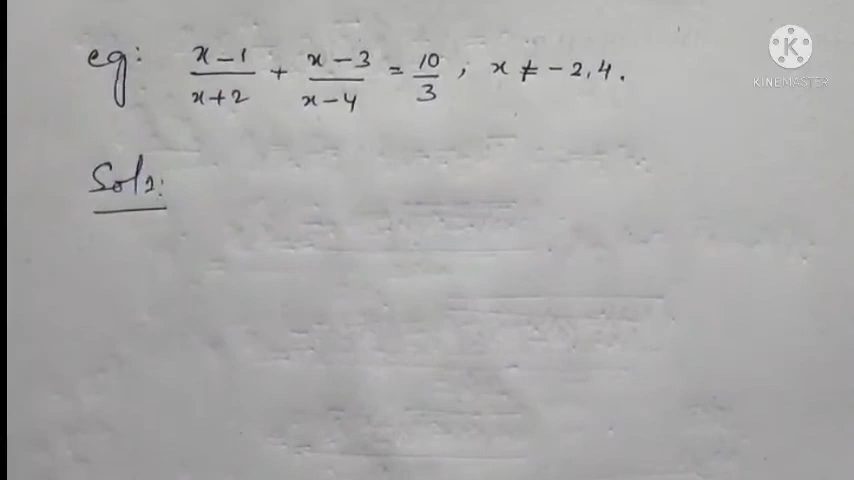 eg: x-1/x+2 + x-3/x-4 = 10/3 ; x ≠ -2, 4.
Soln:
K
KINEMASTER